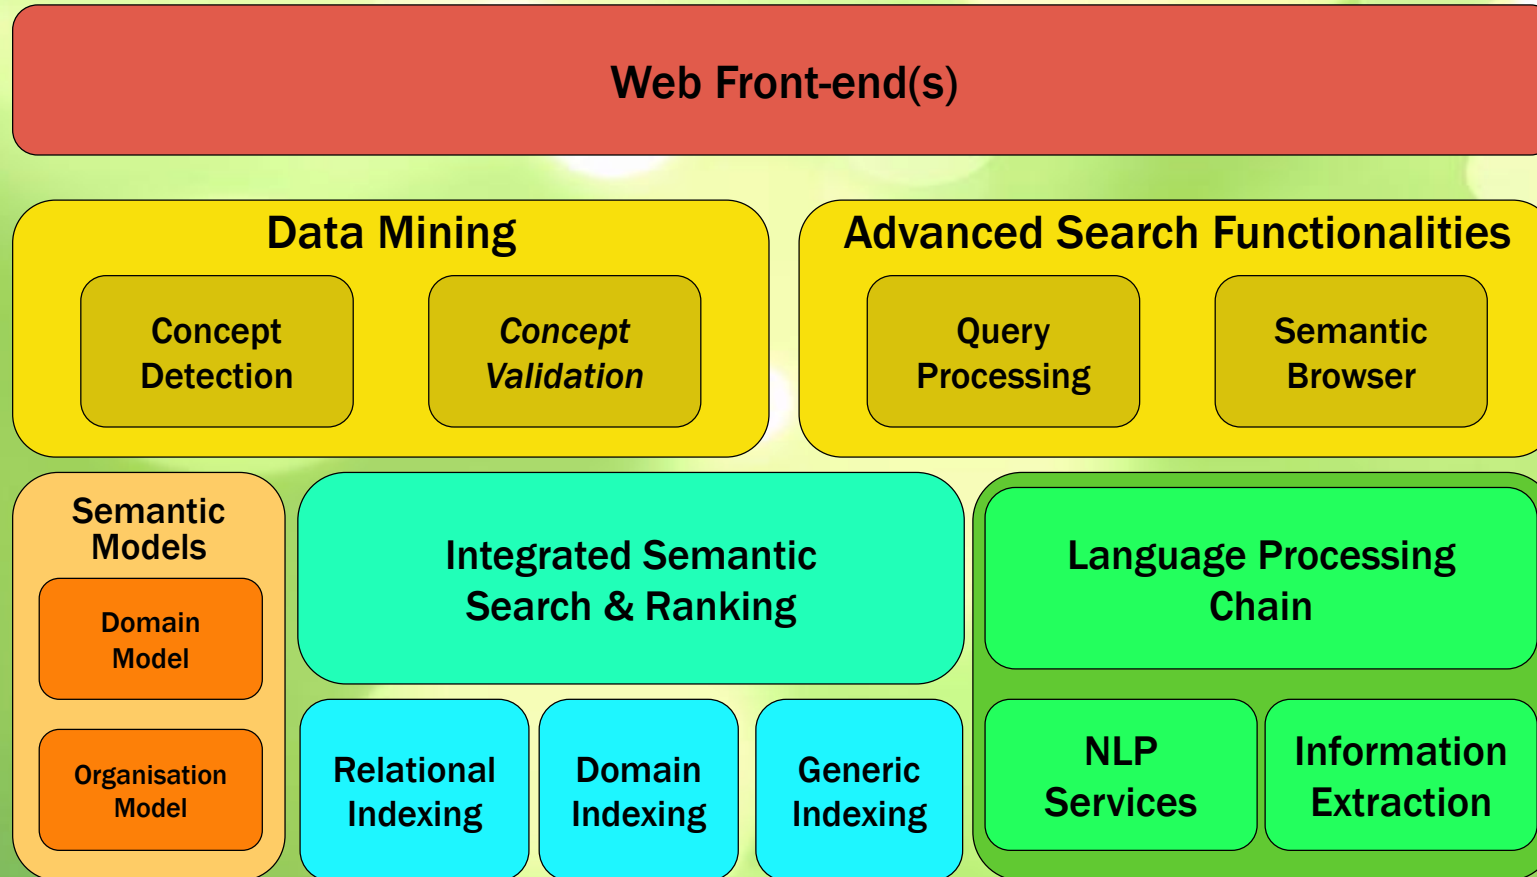 Web Front-end(s)
Data Mining
Concept
Detection
Concept
Validation
Advanced Search Functionalities
Query
Processing
Semantic
Browser
Semantic
Models
Domain
Model
Organisation
Model
Integrated Semantic
Search & Ranking
Relational
Indexing
Domain
Indexing
Generic
Indexing
Language Processing
Chain
NLP
Services
Information
Extraction